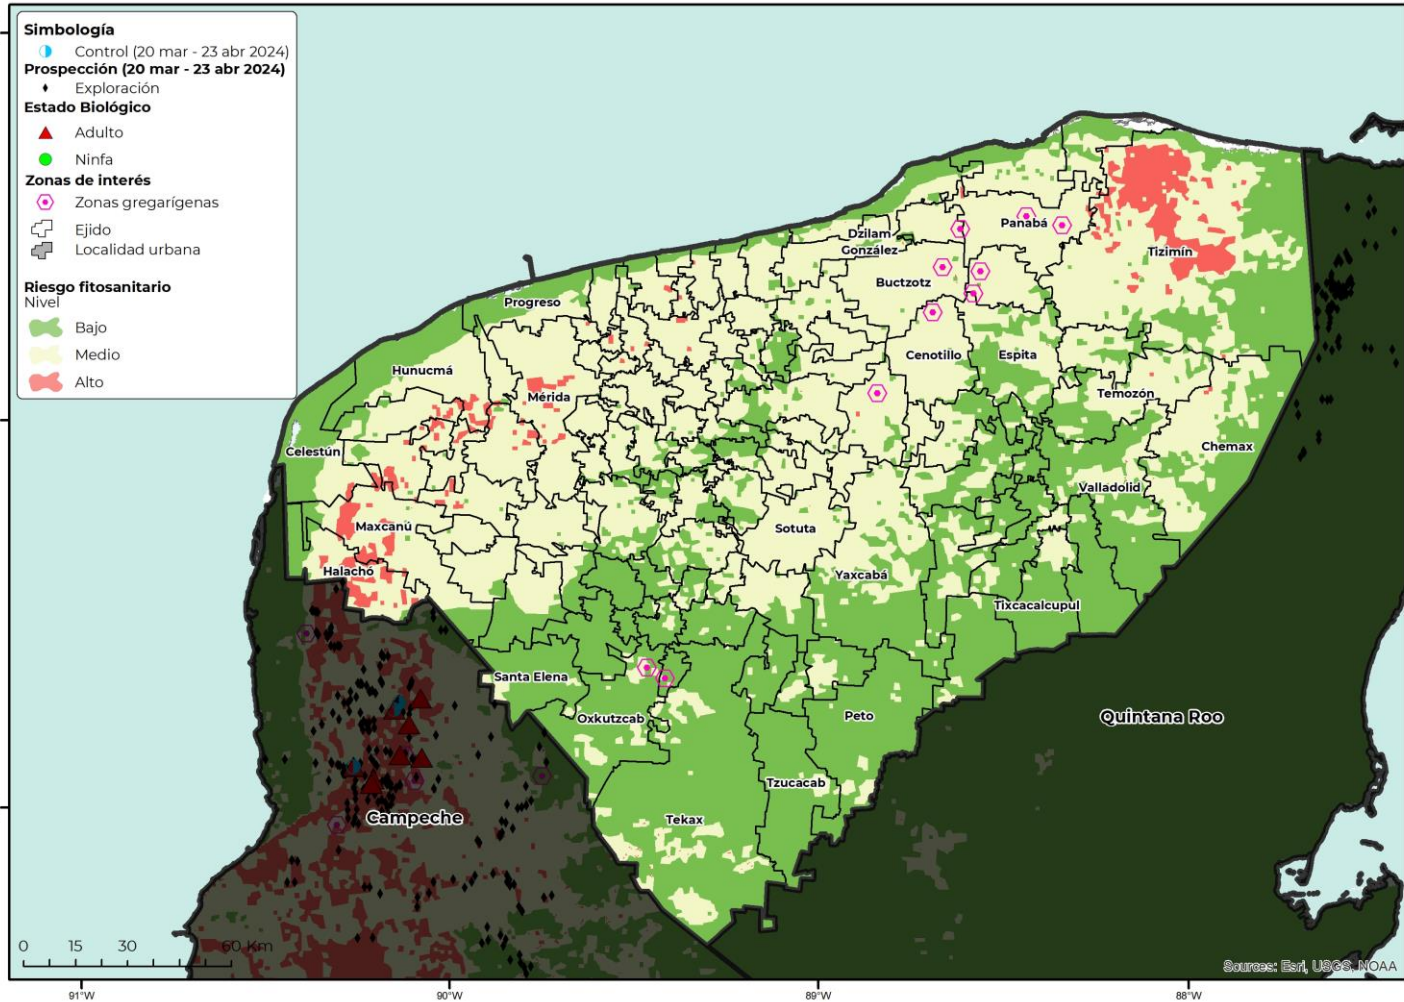 Simbología
Control (20 mar - 23 abr 2024)
Prospección (20 mar - 23 abr 2024)
Exploración
Estado Biológico
Adulto
Ninfa
Zonas de interés
Zonas gregarígenas
Ejido
Localidad urbana
Riesgo fitosanitario
Nivel
Bajo
Medio
Alto
Dzilam
González
Panabá
Tizimín
Buctzotz
Progreso
Hunucmá
Cenotillo
Espita
Mérida
Temozón
Celestún
Chemax
Valladolid
Maxcanú
Sotuta
Halachó
Yaxcabá
Tixcacalcupul
Santa Elena
Oxkutzcab
Peto
Quintana Roo
Tzucacab
Campeche
Tekax
0 15 30 60 Km
Sources: Esri, USGS, NOAA
91°W 90°W 89°W 88°W